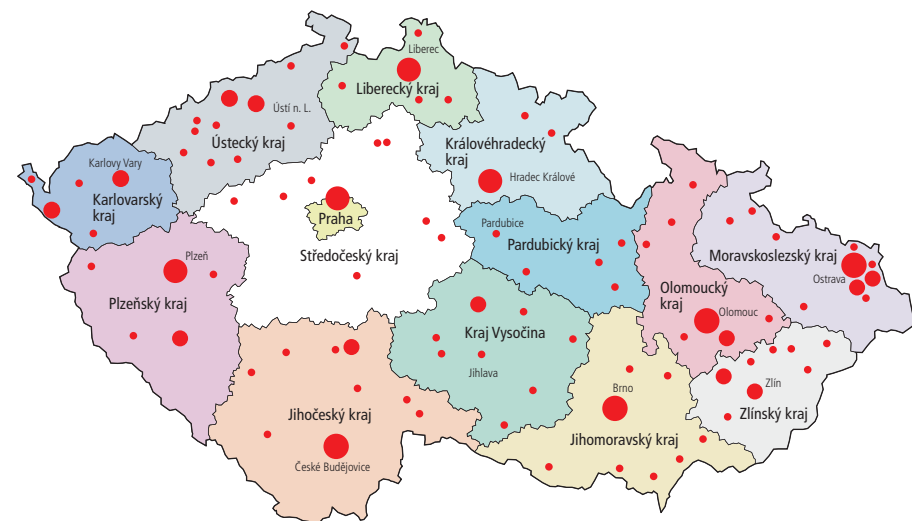 Liberec
Liberecký kraj
Ústí n. L.
Ústecký kraj
Královéhradecký
kraj
Hradec Králové
Karlovy Vary
Karlovarský
kraj
Praha
Středočeský kraj
Pardubice
Pardubický kraj
Moravskoslezský kraj
Ostrava
Plzeň
Plzeňský kraj
Olomoucký
kraj
Olomouc
Kraj Vysočina
Jihlava
Jihočeský kraj
České Budějovice
Brno
Jihomoravský kraj
Zlín
Zlínský kraj